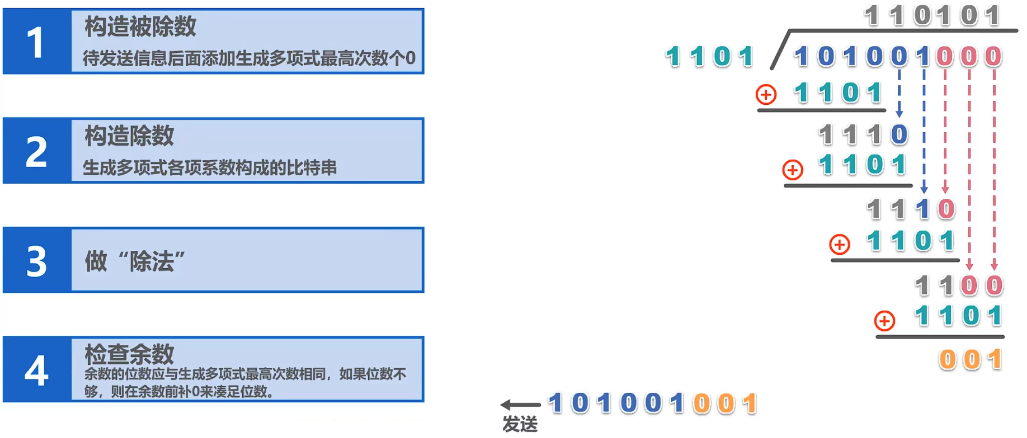 1
构造被除数
待发送信息后面添加生成多项式最高次数个0
2
构造除数
生成多项式各项系数构成的比特串
3
做“除法”
4
检查余数
余数的位数应与生成多项式最高次数相同，如果位数不
够，则在余数前补0来凑足位数。
110101
1101 101001000
1101
1110
1101
1110
1101
1100
1101
001
101001001
发送